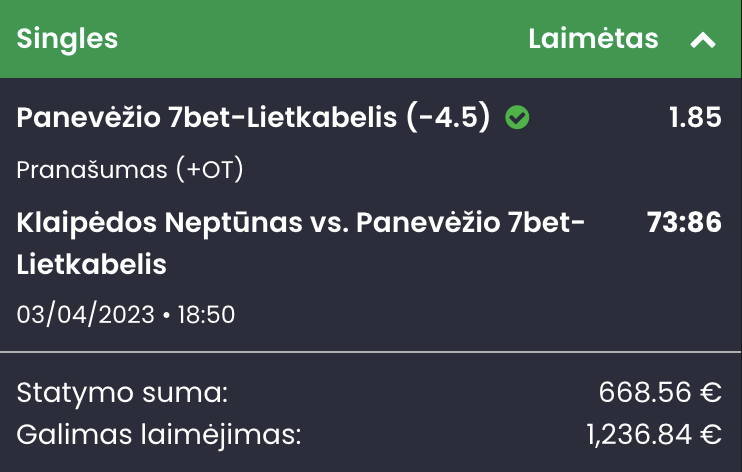 Singles Laimėtas
Panevėžio 7bet-Lietkabelis (-4.5) 1.85
Pranašumas (+OT)
Klaipėdos Neptūnas vs. Panevėžio 7bet- 73:86
Lietkabelis
03/04/2023 • 18:50
Statymo suma: 668.56 €
Galimas laimėjimas: 1,236.84 €